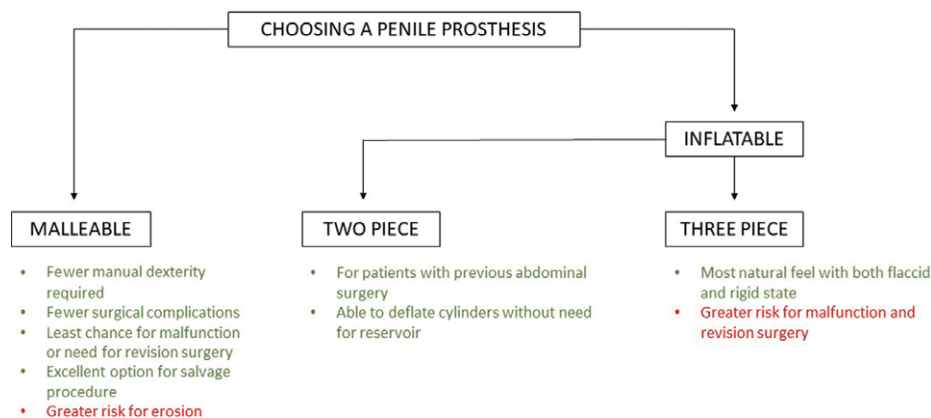 CHOOSING A PENILE PROSTHESIS
INFLATABLE
MALLEABLE
TWO PIECE
THREE PIECE
• Fewer manual dexterity
required
• Fewer surgical complications
• Least chance for malfunction
or need for revision surgery
• Excellent option for salvage
procedure
• Greater risk for erosion
• For patients with previous abdominal
surgery
• Able to deflate cylinders without need
for reservoir
• Most natural feel with both flaccid
and rigid state
• Greater risk for malfunction and
revision surgery